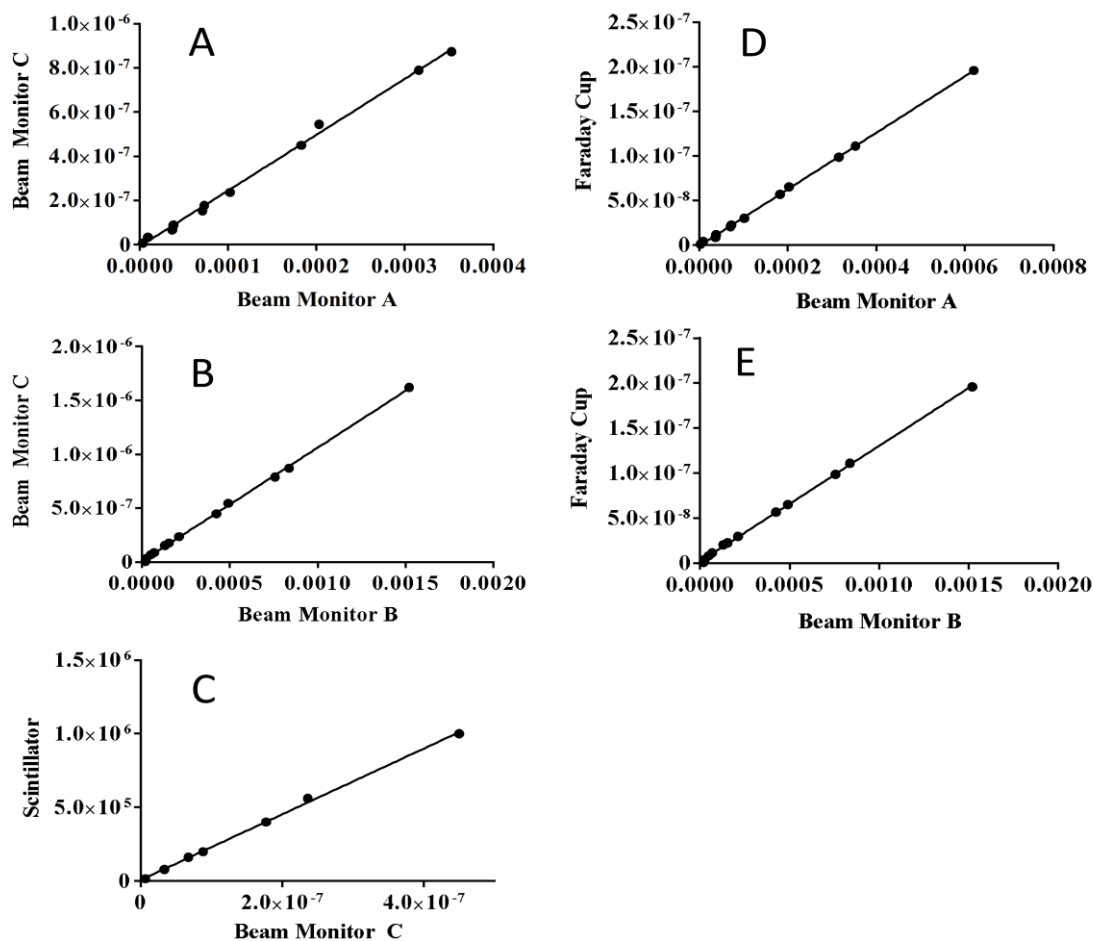 A
Beam Monitor C
1.0×10⁻⁶
8.0×10⁻⁷
6.0×10⁻⁷
4.0×10⁻⁷
2.0×10⁻⁷
0
0.0000 0.0001 0.0002 0.0003 0.0004
Beam Monitor A
D
Faraday Cup
2.5×10⁻⁷
2.0×10⁻⁷
1.5×10⁻⁷
1.0×10⁻⁷
5.0×10⁻⁸
0
0.0000 0.0002 0.0004 0.0006 0.0008
Beam Monitor A
B
Beam Monitor C
2.0×10⁻⁶
1.5×10⁻⁶
1.0×10⁻⁶
5.0×10⁻⁷
0
0.0000 0.0005 0.0010 0.0015 0.0020
Beam Monitor B
E
Faraday Cup
2.5×10⁻⁷
2.0×10⁻⁷
1.5×10⁻⁷
1.0×10⁻⁷
5.0×10⁻⁸
0
0.0000 0.0005 0.0010 0.0015 0.0020
Beam Monitor B
C
Scintillator
1.5×10⁶
1.0×10⁶
5.0×10⁵
0
0 2.0×10⁻⁷ 4.0×10⁻⁷
Beam Monitor C